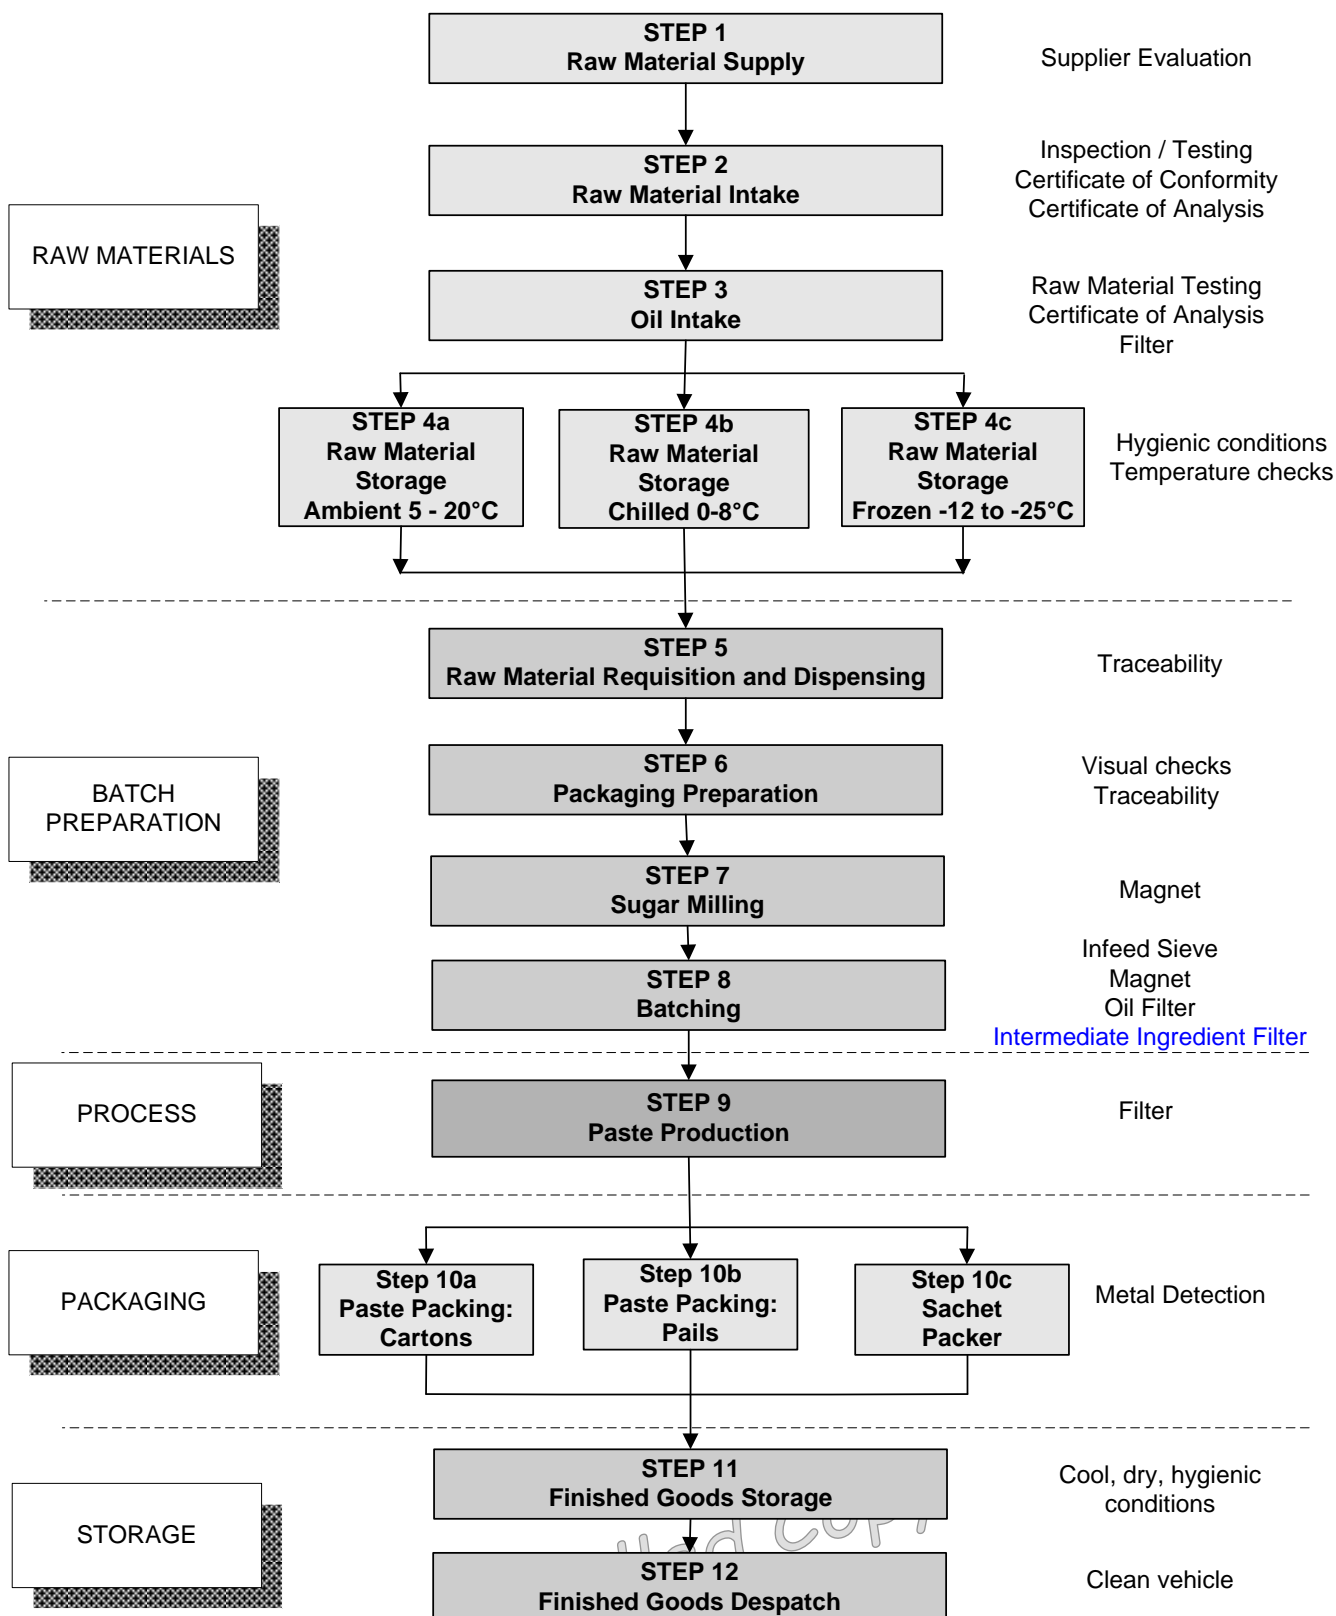 STEP 1
Raw Material Supply
Supplier Evaluation
STEP 2
Raw Material Intake
Inspection / Testing
Certificate of Conformity
Certificate of Analysis
RAW MATERIALS
STEP 3
Oil Intake
Raw Material Testing
Certificate of Analysis
Filter
STEP 4a
Raw Material
Storage
Ambient 5 - 20°C
STEP 4b
Raw Material
Storage
Chilled 0-8°C
STEP 4c
Raw Material
Storage
Frozen -12 to -25°C
Hygienic conditions
Temperature checks
STEP 5
Raw Material Requisition and Dispensing
Traceability
BATCH
PREPARATION
STEP 6
Packaging Preparation
Visual checks
Traceability
STEP 7
Sugar Milling
Magnet
STEP 8
Batching
Infeed Sieve
Magnet
Oil Filter
Intermediate Ingredient Filter
PROCESS
STEP 9
Paste Production
Filter
PACKAGING
Step 10a
Paste Packing:
Cartons
Step 10b
Paste Packing:
Pails
Step 10c
Sachet
Packer
Metal Detection
STORAGE
STEP 11
Finished Goods Storage
Cool, dry, hygienic
conditions
STEP 12
Finished Goods Despatch
Clean vehicle